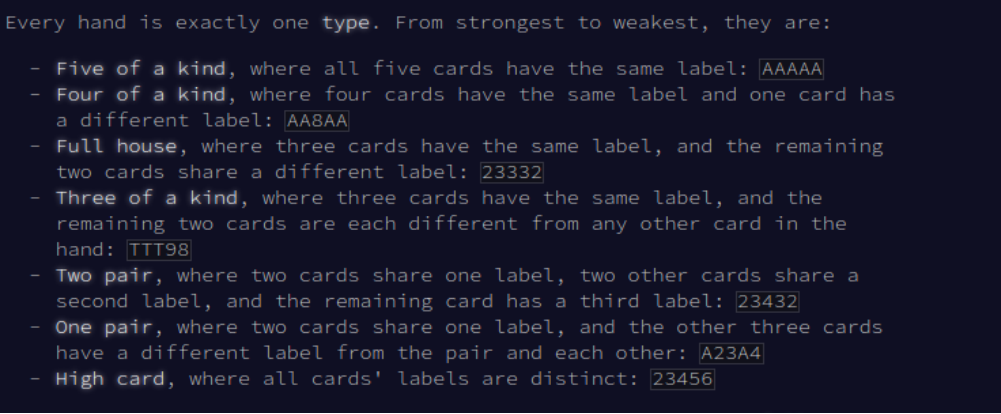 Every hand is exactly one type. From strongest to weakest, they are:
- Five of a kind, where all five cards have the same label: AAAAA
- Four of a kind, where four cards have the same label and one card has
a different label: AA8AA
- Full house, where three cards have the same label, and the remaining
two cards share a different label: 23332
- Three of a kind, where three cards have the same label, and the
remaining two cards are each different from any other card in the
hand: TTT98
- Two pair, where two cards share one label, two other cards share a
second label, and the remaining card has a third label: 23432
- One pair, where two cards share one label, and the other three cards
have a different label from the pair and each other: A23A4
- High card, where all cards' labels are distinct: 23456